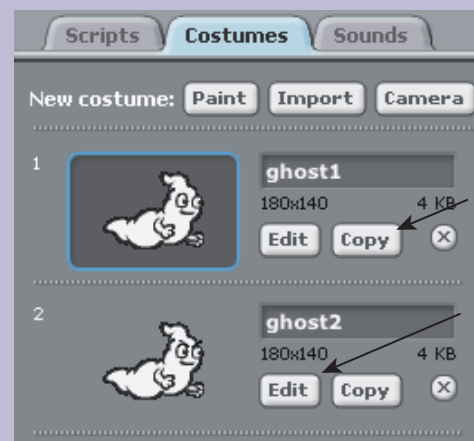 Scripts Costumes Sounds
New costume: Paint Import Camera
1
ghost1
180x140 4 KB
Edit Copy
2
ghost2
180x140 4 KB
Edit Copy